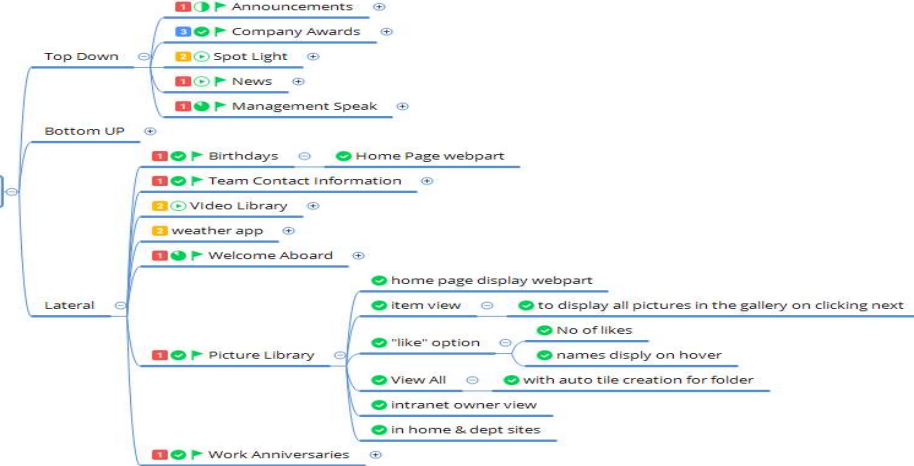 1 Announcements
3 Company Awards
Top Down
2 Spot Light
1 News
1 Management Speak
Bottom UP
1 Birthdays
Home Page webpart
1 Team Contact Information
2 VIdeo Library
2 weather app
1 Welcome Aboard
Lateral
1 Picture Library
home page display webpart
item view
to display all pictures in the gallery on clicking next
"like" option
No of likes
names disply on hover
View All
with auto tile creation for folder
intranet owner view
in home & dept sites
1 Work Anniversaries